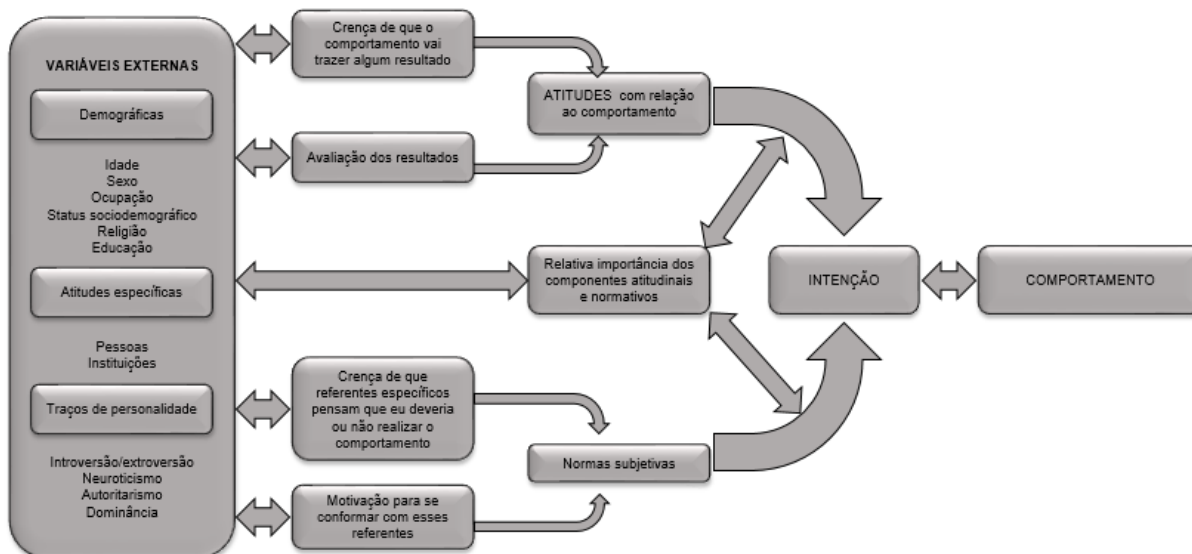 VARIÁVEIS EXTERNAS
Demográficas
Idade
Sexo
Ocupação
Status sociodemográfico
Religião
Educação
Atitudes específicas
Pessoas
Instituições
Traços de personalidade
Introversão/extroversão
Neuroticismo
Autoritarismo
Dominância
Crença de que o
comportamento vai
trazer algum resultado
Avaliação dos resultados
Crença de que
referentes específicos
pensam que eu deveria
ou não realizar o
comportamento
Motivação para se
conformar com esses
referentes
ATITUDES com relação
ao comportamento
Relativa importância dos
componentes atitudinais
e normativos
Normas subjetivas
INTENÇÃO
COMPORTAMENTO